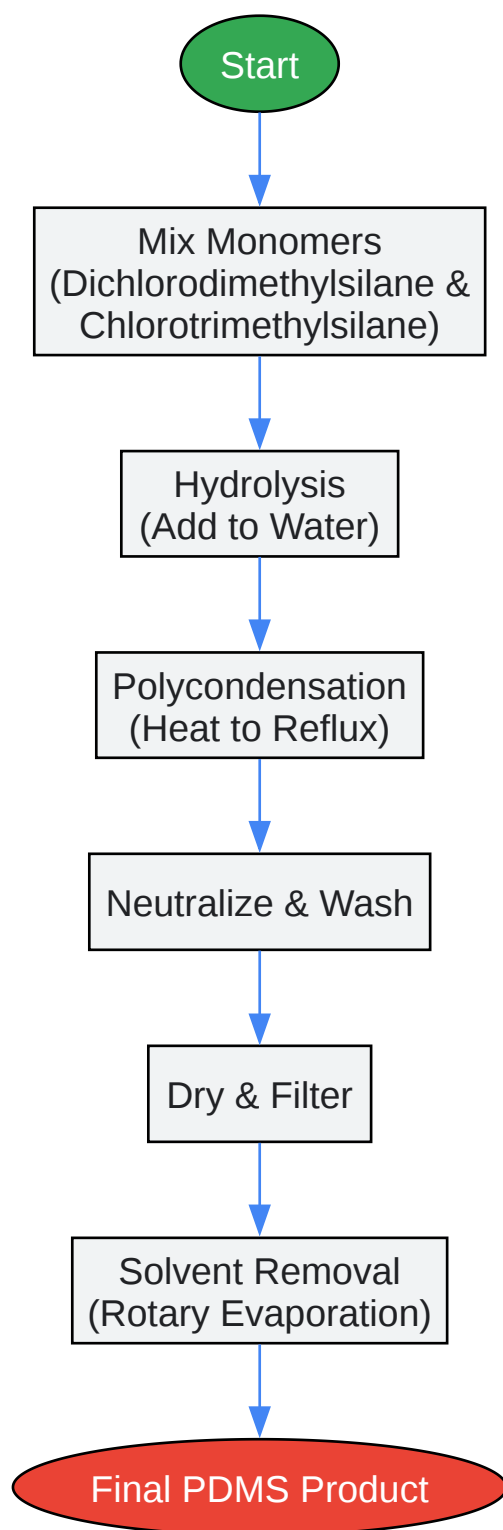 Start
Mix Monomers
(Dichlorodimethylsilane &
Chlorotrimethylsilane)
Hydrolysis
(Add to Water)
Polycondensation
(Heat to Reflux)
Neutralize & Wash
Dry & Filter
Solvent Removal
(Rotary Evaporation)
Final PDMS Product